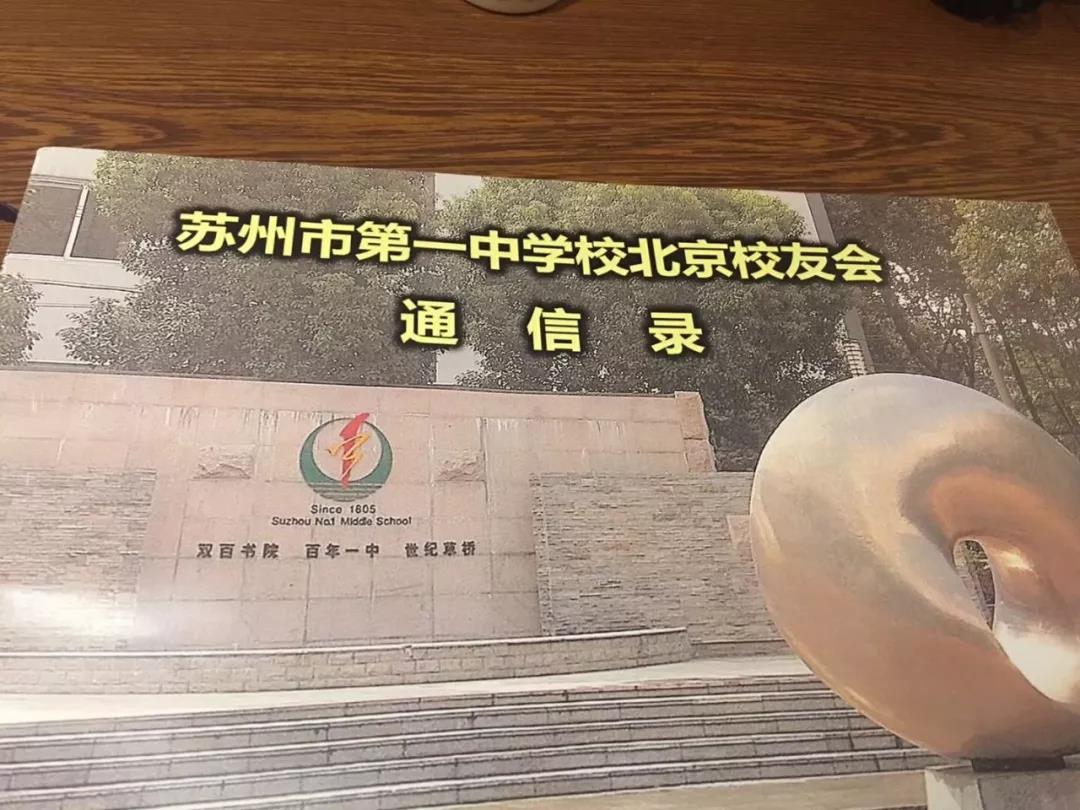 苏州市第一中学校北京校友会
通信录
Since 1805
Suzhou No.1 Middle School
双百书院 百年一中 世纪草桥